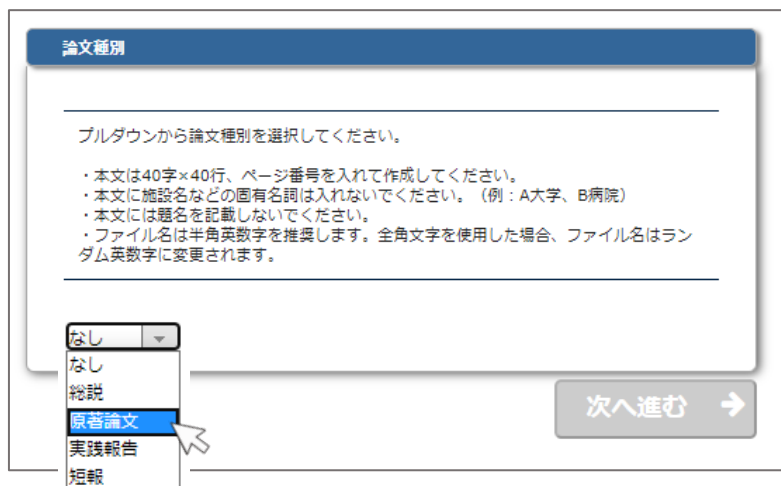 論文種別
プルダウンから論文種別を選択してください。
・本文は40字×40行、ページ番号を入れて作成してください。
・本文に施設名などの固有名詞は入れないでください。（例：A大学、B病院）
・本文には題名を記載しないでください。
・ファイル名は半角英数字を推奨します。全角文字を使用した場合、ファイル名はラン
ダム英数字に変更されます。
なし
なし
総説
原著論文
実践報告
短報
次へ進む